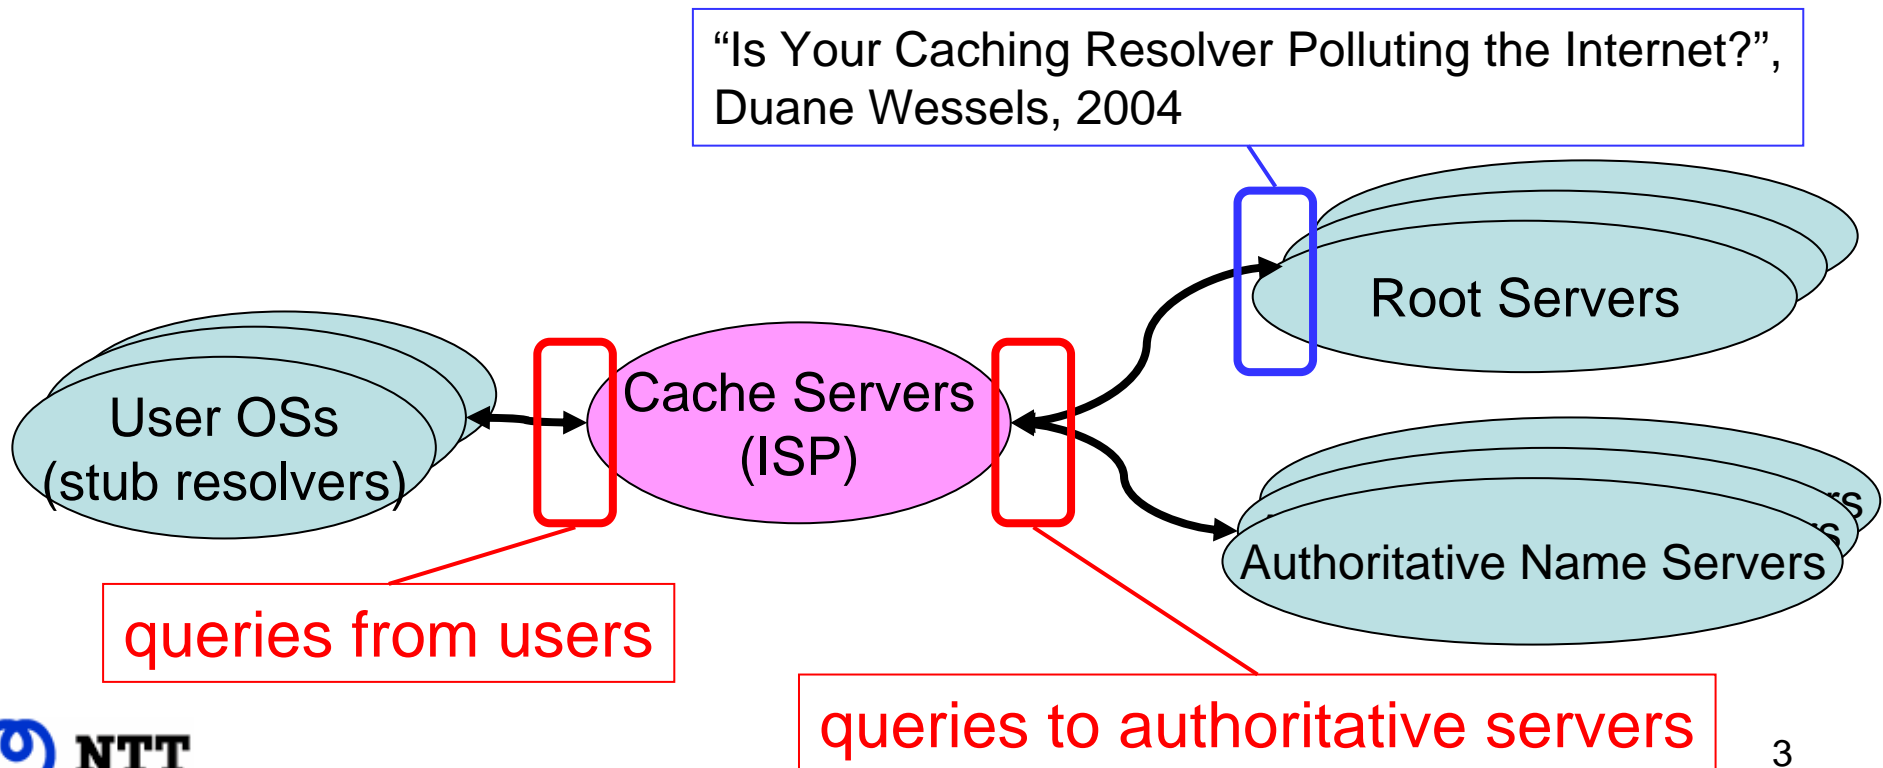 “Is Your Caching Resolver Polluting the Internet?”,
Duane Wessels, 2004
Root Servers
User OSs
(stub resolvers)
Cache Servers
(ISP)
Authoritative Name Servers
queries from users
queries to authoritative servers
NTT
3